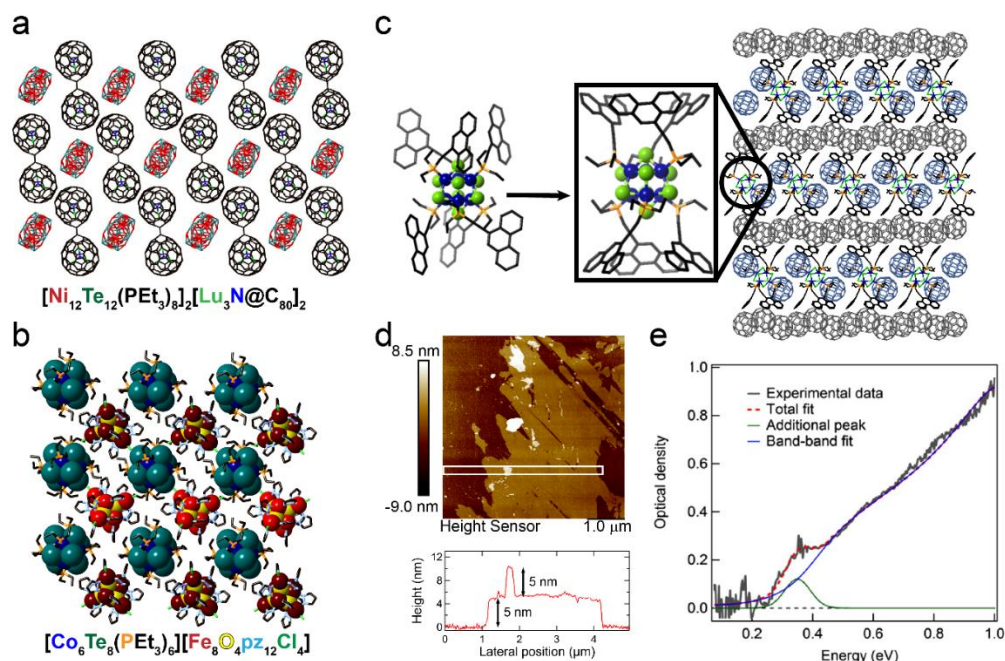 a
[Ni₁₂Te₁₂(PEt₃)₈]₂[Lu₃N@C₈₀]₂
b
[Co₆Te₈(PEt₃)₆][Fe₈O₄pz₁₂Cl₄]
c
d
8.5 nm
-9.0 nm
Height Sensor
1.0 μm
Height (nm)
12
8
4
0
5 nm
5 nm
0 1 2 3 4
Lateral position (μm)
e
Optical density
1.0
0.8
0.6
0.4
0.2
0.0
Experimental data
Total fit
Additional peak
Band-band fit
0.2 0.4 0.6 0.8 1.0
Energy (eV)